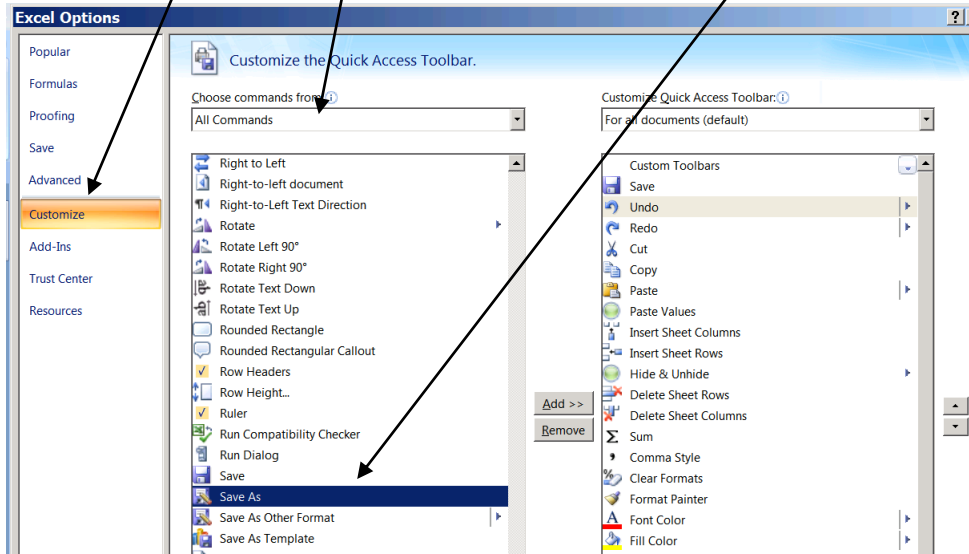 Excel Options
?
Popular
Formulas
Proofing
Save
Advanced
Customize
Add-Ins
Trust Center
Resources
Customize the Quick Access Toolbar.
Choose commands from:
All Commands
Right to Left
Right-to-left document
Right-to-Left Text Direction
Rotate
Rotate Left 90°
Rotate Right 90°
Rotate Text Down
Rotate Text Up
Rounded Rectangle
Rounded Rectangular Callout
Row Headers
Row Height...
Ruler
Run Compatibility Checker
Run Dialog
Save
Save As
Save As Other Format
Save As Template
Add >>
Remove
Customize Quick Access Toolbar:
For all documents (default)
Custom Toolbars
Save
Undo
Redo
Cut
Copy
Paste
Paste Values
Insert Sheet Columns
Insert Sheet Rows
Hide & Unhide
Delete Sheet Rows
Delete Sheet Columns
Sum
Comma Style
Clear Formats
Format Painter
Font Color
Fill Color